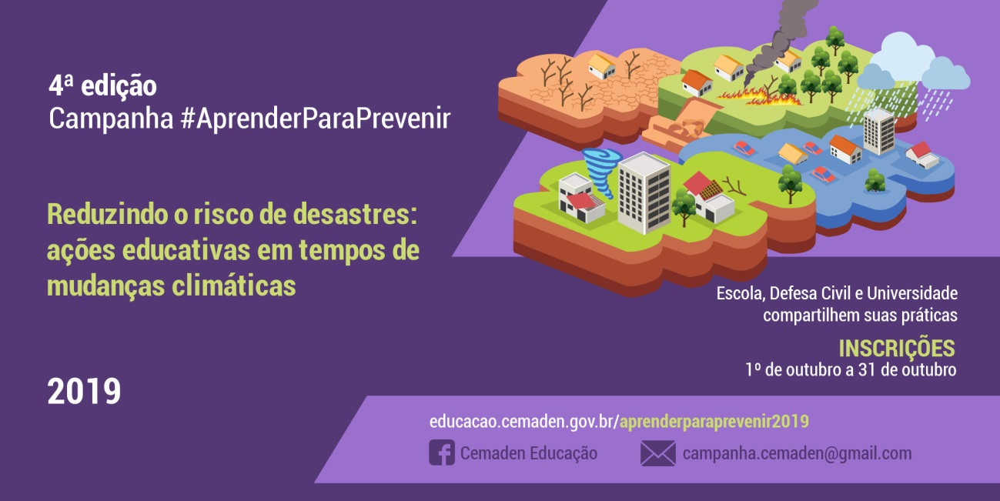 4ª edição
Campanha #AprenderParaPrevenir
Reduzindo o risco de desastres:
ações educativas em tempos de
mudanças climáticas
2019
Escola, Defesa Civil e Universidade
compartilhem suas práticas
INSCRIÇÕES
1º de outubro a 31 de outubro
educacao.cemaden.gov.br/aprenderparaprevenir2019
Cemaden Educação
campanha.cemaden@gmail.com